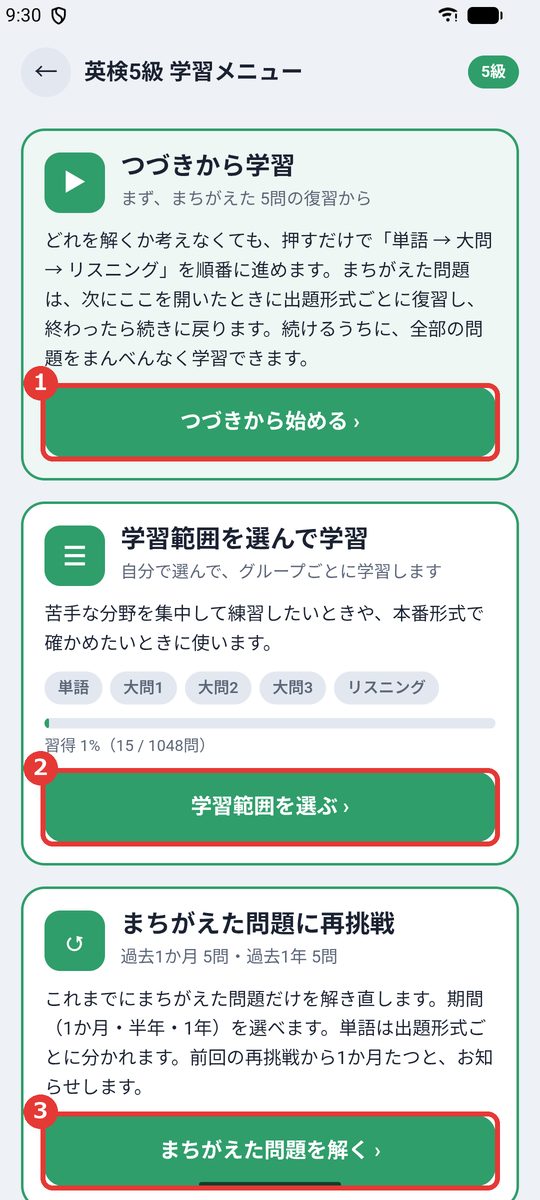 9:30
← 英検5級 学習メニュー 5級
つづきから学習
まず、まちがえた 5問の復習から
どれを解くか考えなくても、押すだけで「単語 → 大問
→ リスニング」を順番に進めます。まちがえた問題
は、次にここを開いたときに出題形式ごとに復習し、
終わったら続きに戻ります。続けるうちに、全部の問
題をまんべんなく学習できます。
1
つづきから始める ›
学習範囲を選んで学習
自分で選んで、グループごとに学習します
苦手な分野を集中して練習したいときや、本番形式で
確かめたいときに使います。
単語 大問1 大問2 大問3 リスニング
習得 1%（15 / 1048問）
2
学習範囲を選ぶ ›
まちがえた問題に再挑戦
過去1か月 5問・過去1年 5問
これまでにまちがえた問題だけを解き直します。期間
（1か月・半年・1年）を選べます。単語は出題形式ご
とに分かれます。前回の再挑戦から1か月たつと、お知
らせします。
3
まちがえた問題を解く ›